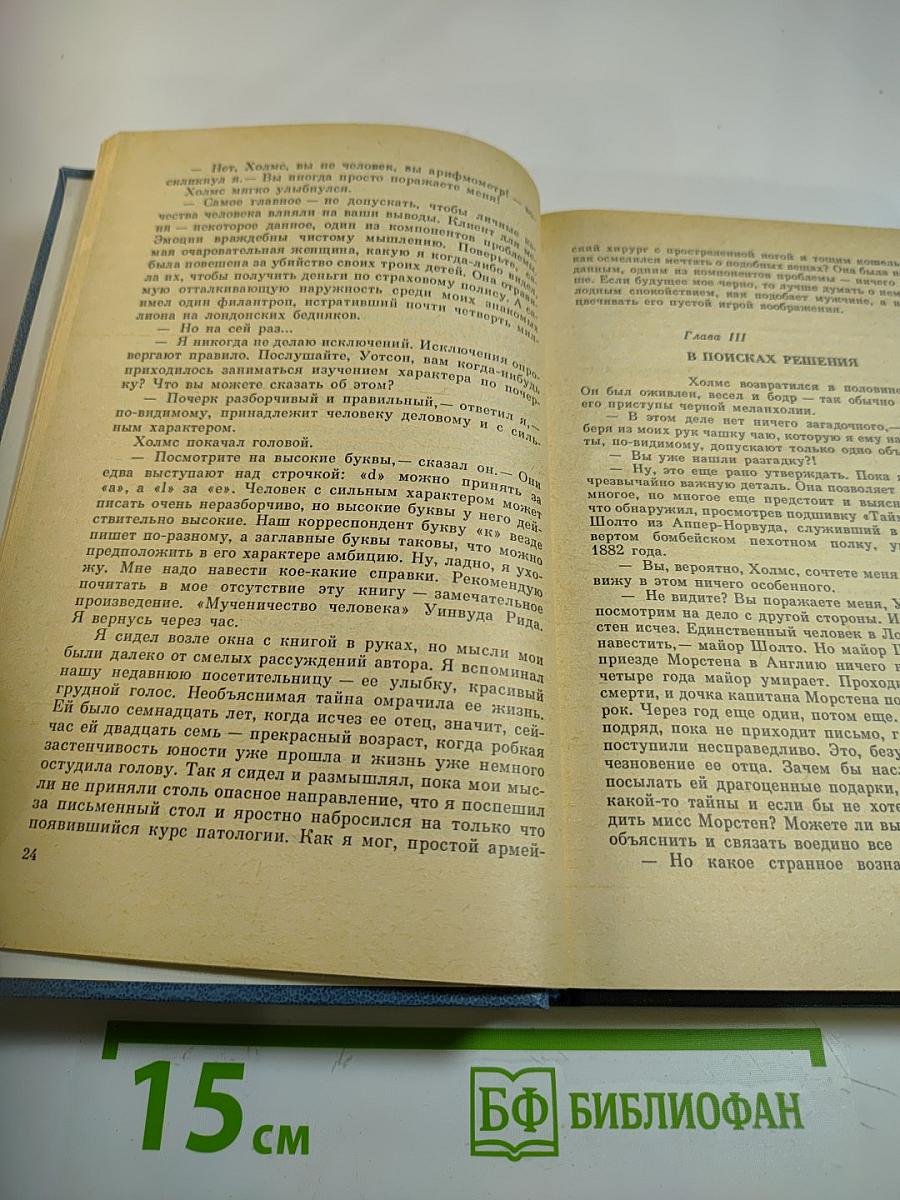 — Нет, Холмс, вы не человек, вы арифмометр! — вос-
кликнул я. — Вы иногда просто поражаете меня!
Холмс мягко улыбнулся.
— Самое главное — не допускать, чтобы личные ка-
чества человека влияли на ваши выводы. Клиент для ме-
ня — некоторое данное, один из компонентов проблемы.
Эмоции враждебны чистому мышлению. Поверьте, са-
мая очаровательная женщина, какую я когда-либо видел,
была повешена за убийство своих троих детей. Она отрави-
ла их, чтобы получить деньги по страховому полису. А са-
мую отталкивающую наружность среди моих знакомых
имел один филантроп, истративший почти четверть мил-
лиона на лондонских бедняков.
— Но на сей раз...
— Я никогда не делаю исключений. Исключения опро-
вергают правило. Послушайте, Уотсон, вам когда-нибудь
приходилось заниматься изучением характера по почер-
ку? Что вы можете сказать об этом?
— Почерк разборчивый и правильный,— ответил я,—
по-видимому, принадлежит человеку деловому и с силь-
ным характером.
Холмс покачал головой.
— Посмотрите на высокие буквы,— сказал он.— Они
едва выступают над строчкой: «d» можно принять за
«a», а «l» за «e». Человек с сильным характером может
писать очень неразборчиво, но высокие буквы у него дей-
ствительно высокие. Наш корреспондент букву «к» везде
пишет по-разному, а заглавные буквы таковы, что можно
предположить в его характере амбицию. Ну, ладно, я ухо-
жу. Мне надо навести кое-какие справки. Рекомендую
почитать в мое отсутствие эту книгу — замечательное
произведение. «Мученичество человека» Уинвуда Рида.
Я вернусь через час.
Я сидел возле окна с книгой в руках, но мысли мои
были далеко от смелых рассуждений автора. Я вспоминал
нашу недавнюю посетительницу — ее улыбку, красивый
грудной голос. Необъяснимая тайна омрачила ее жизнь.
Ей было семнадцать лет, когда исчез ее отец, значит, сей-
час ей двадцать семь — прекрасный возраст, когда робкая
застенчивость юности уже прошла и жизнь уже немного
остудила голову. Так я сидел и размышлял, пока мои мыс-
ли не приняли столь опасное направление, что я поспешил
за письменный стол и яростно набросился на только что
появившийся курс патологии. Как я мог, простой армей-
24
ский хирург с простреленной ногой и тощим кошель
как осмелился мечтать о подобных вещах? Она была н
данным, одним из компонентов проблемы — ничего
ше. Если будущее мое черно, то лучше думать о нем
лодным спокойствием, как подобает мужчине, а н
цвечивать его пустой игрой воображения.
Глава III
В ПОИСКАХ РЕШЕНИЯ
Холмс возвратился в половине
Он был оживлен, весел и бодр — так обычно
его приступы черной меланхолии.
— В этом деле нет ничего загадочного,—
беря из моих рук чашку чаю, которую я ему на
ты, по-видимому, допускают только одно объ
— Вы уже нашли разгадку?!
— Ну, это еще рано утверждать. Пока я
чрезвычайно важную деталь. Она позволяет
многое, но многое еще предстоит и выясн
что обнаружил, просмотрев подшивку «Тай
Шолто из Аппер-Норвуда, служивший в
вертом бомбейском пехотном полку, у
1882 года.
— Вы, вероятно, Холмс, сочтете меня
вижу в этом ничего особенного.
— Не видите? Вы поражаете меня, У
посмотрим на дело с другой стороны. И
стен исчез. Единственный человек в Ло
навестить,— майор Шолто. Но майор Ш
приезде Морстена в Англию ничего н
четыре года майор умирает. Проходи
смерти, и дочка капитана Морстена по
рок. Через год еще один, потом еще.
подряд, пока не приходит письмо, г
поступили несправедливо. Это, безу
чезновение ее отца. Зачем бы насл
посылать ей драгоценные подарки,
какой-то тайны и если бы не хоте
дить мисс Морстен? Можете ли вы
объяснить и связать воедино все
— Но какое странное возна
15 см
БФ БИБЛИОФАН